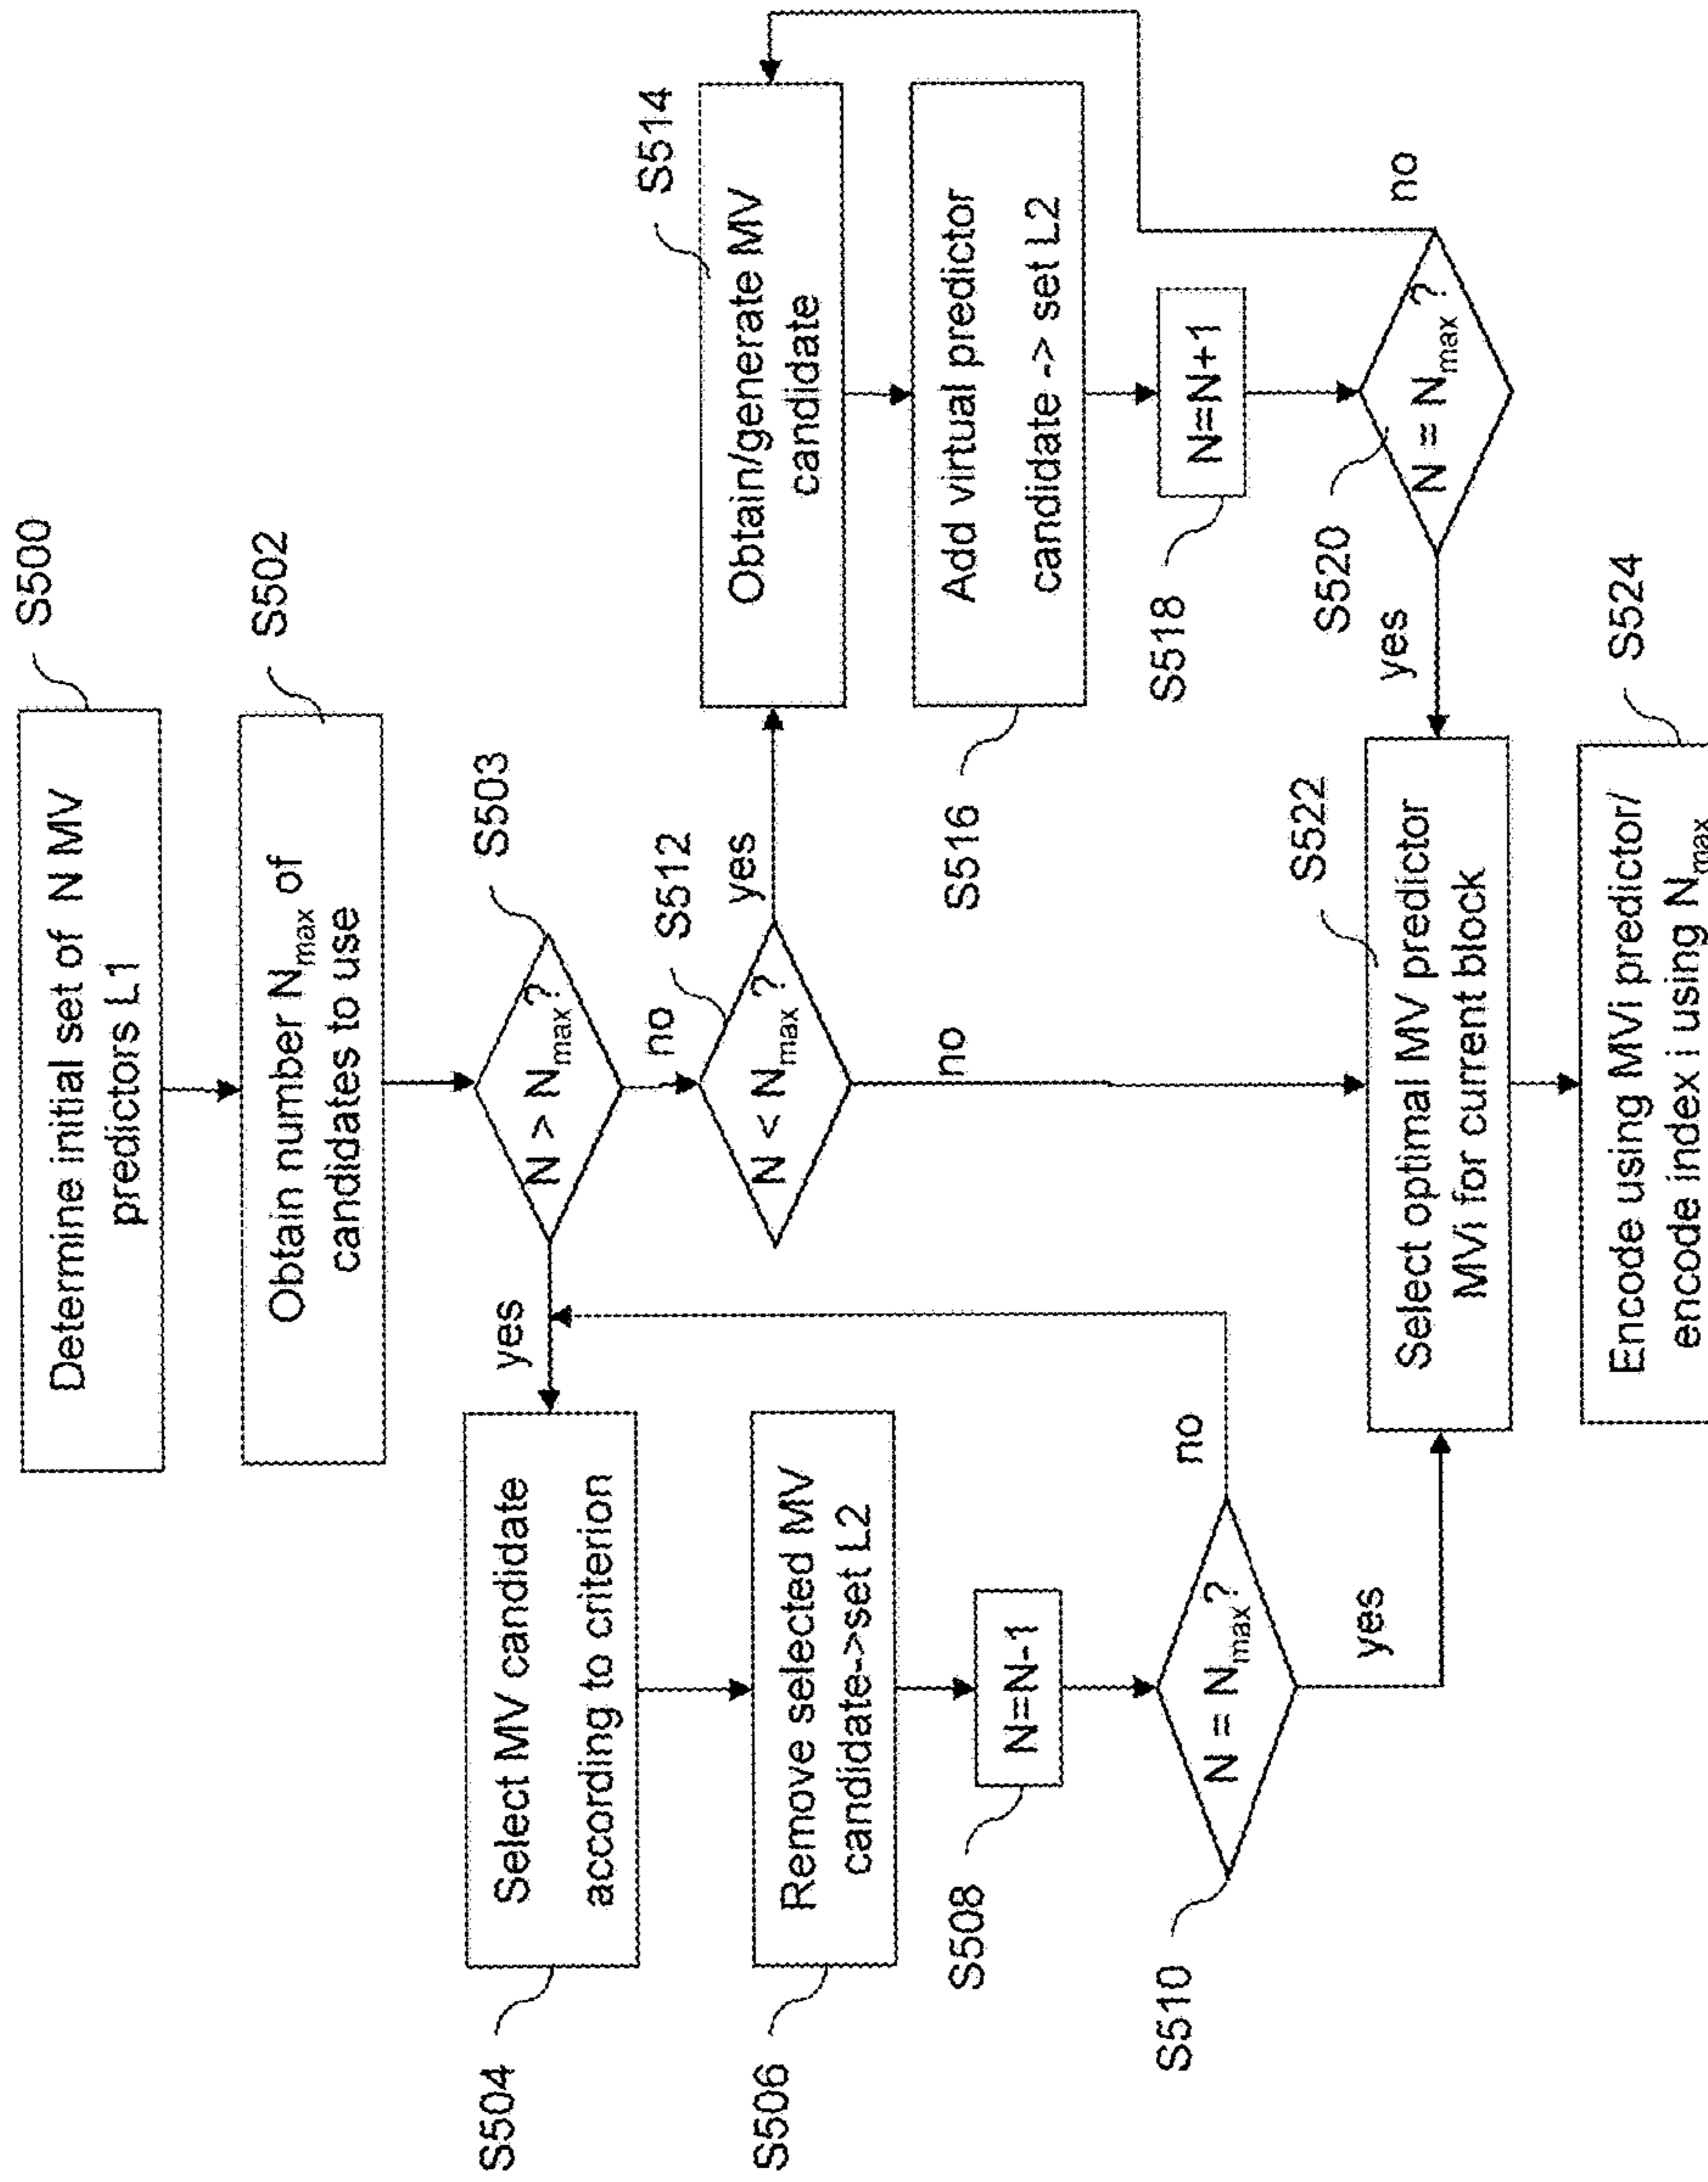 S500
Determine initial set of N MV
predictors L1
S502
Obtain number Nmax of
candidates to use
S503
N > Nmax?
yes
no
S504
Select MV candidate
according to criterion
S506
Remove selected MV
candidate->set L2
S508
N=N-1
S510
N = Nmax?
no
yes
S512
N < Nmax?
yes
no
S514
Obtain/generate MV
candidate
S516
Add virtual predictor
candidate -> set L2
S518
N=N+1
S520
N = Nmax?
no
yes
S522
Select optimal MV predictor
MVi for current block
S524
Encode using MVi predictor/
encode index i using Nmax